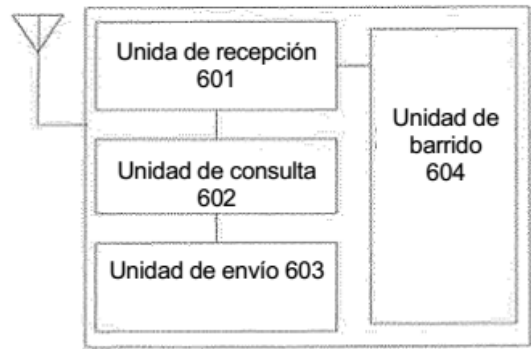 Unida de recepción
601
Unidad de consulta
602
Unidad de envío 603
Unidad de
barrido
604